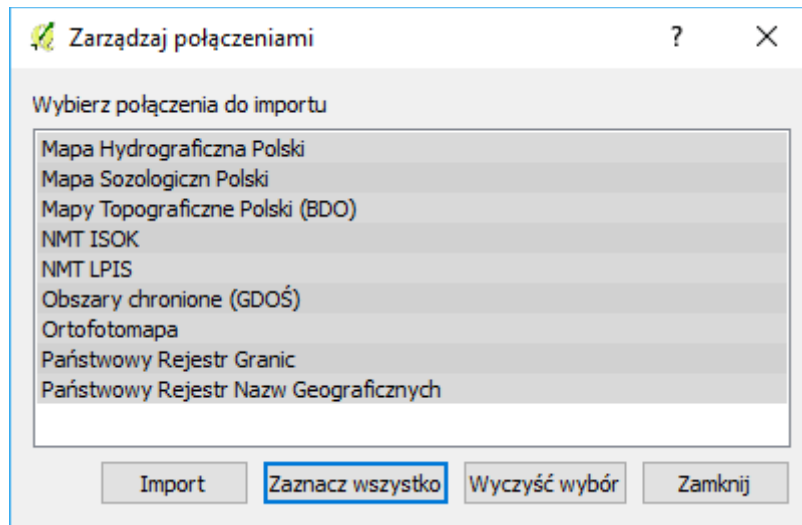 Zarządzaj połączeniami
?
Wybierz połączenia do importu
Mapa Hydrograficzna Polski
Mapa Sozologiczn Polski
Mapy Topograficzne Polski (BDO)
NMT ISOK
NMT LPIS
Obszary chronione (GDOŚ)
Ortofotomapa
Państwowy Rejestr Granic
Państwowy Rejestr Nazw Geograficznych
Import Zaznacz wszystko Wyczyść wybór Zamknij